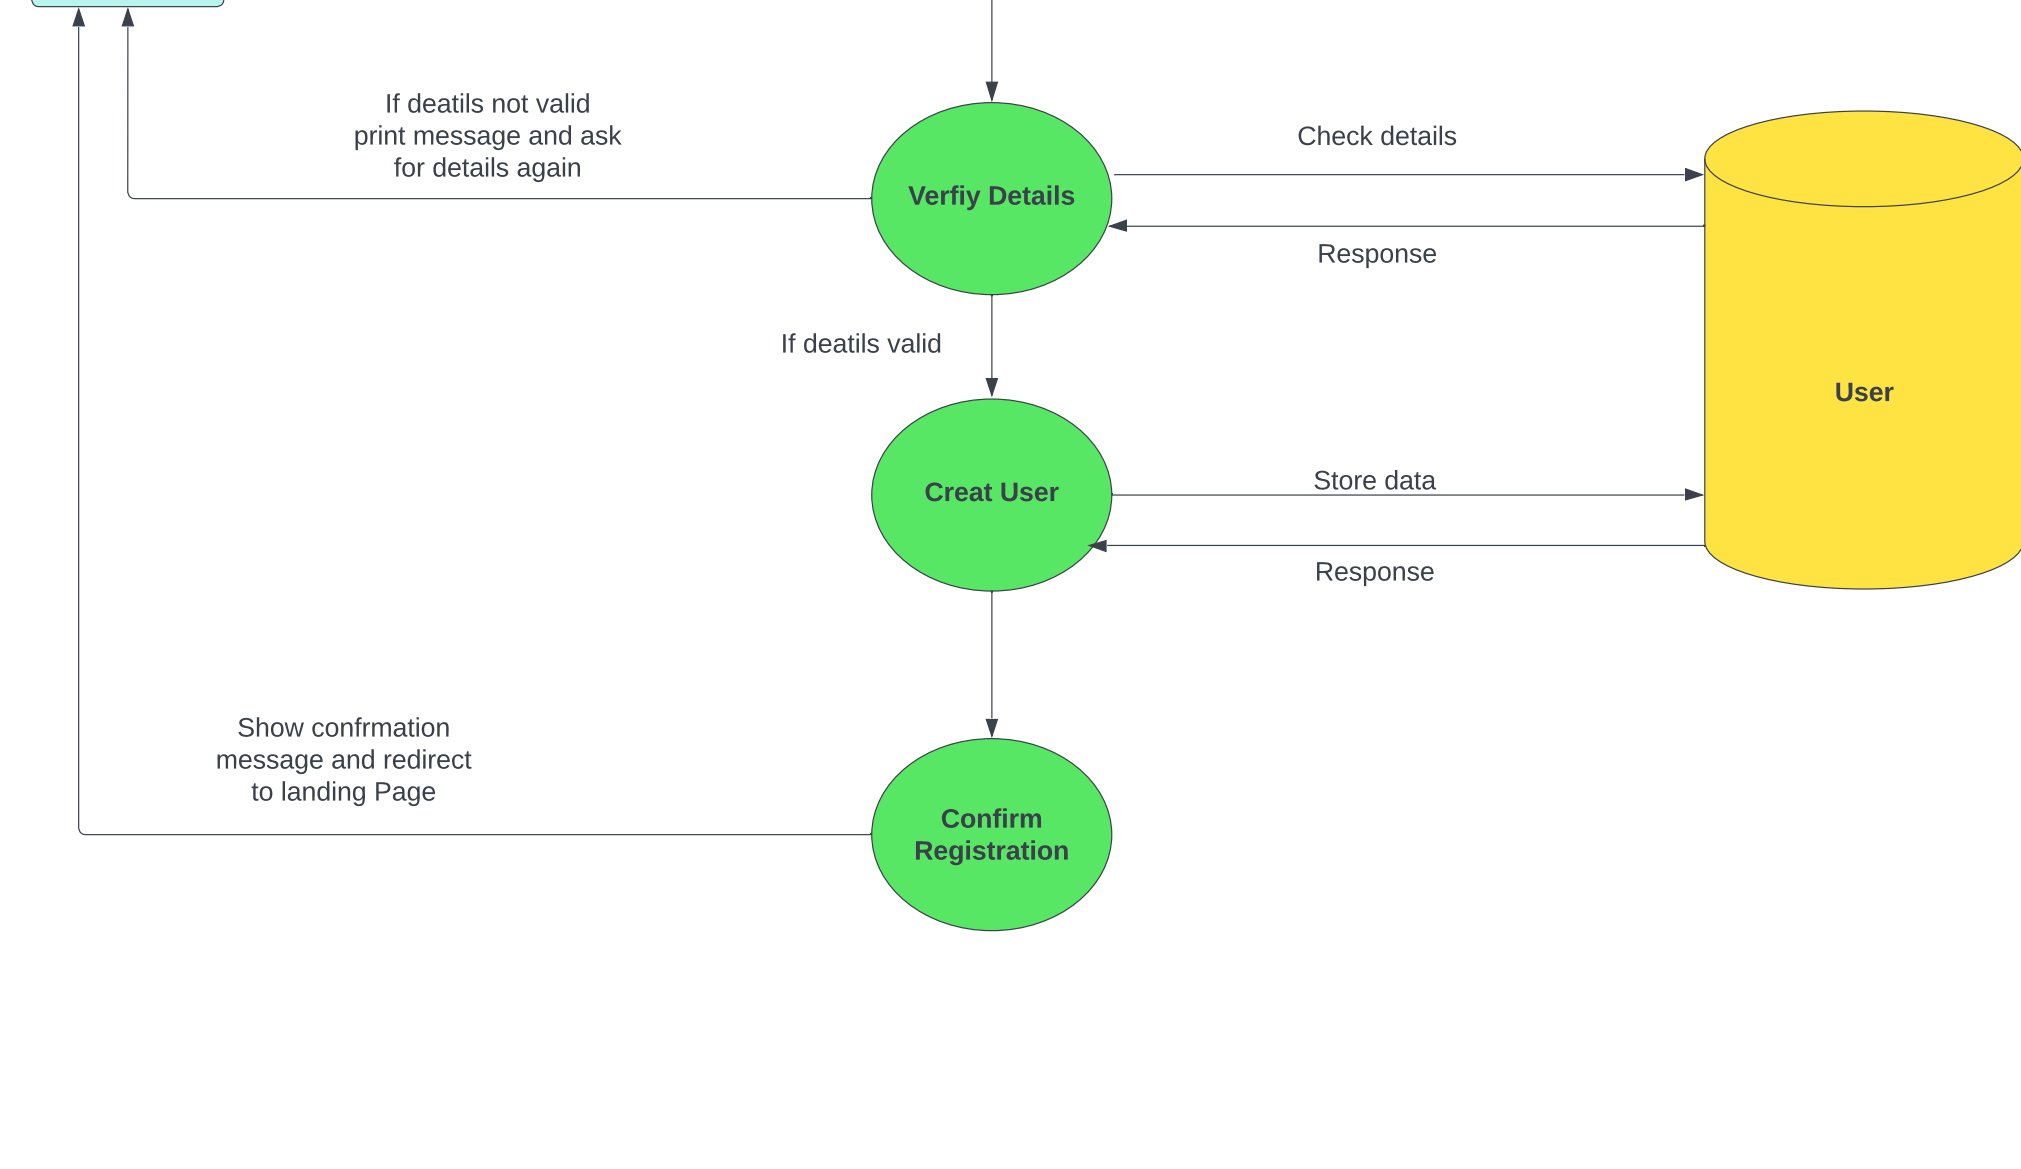 If deatils not valid
print message and ask
for details again
Verfiy Details
Check details
Response
If deatils valid
User
Creat User
Store data
Response
Show confrmation
message and redirect
to landing Page
Confirm
Registration